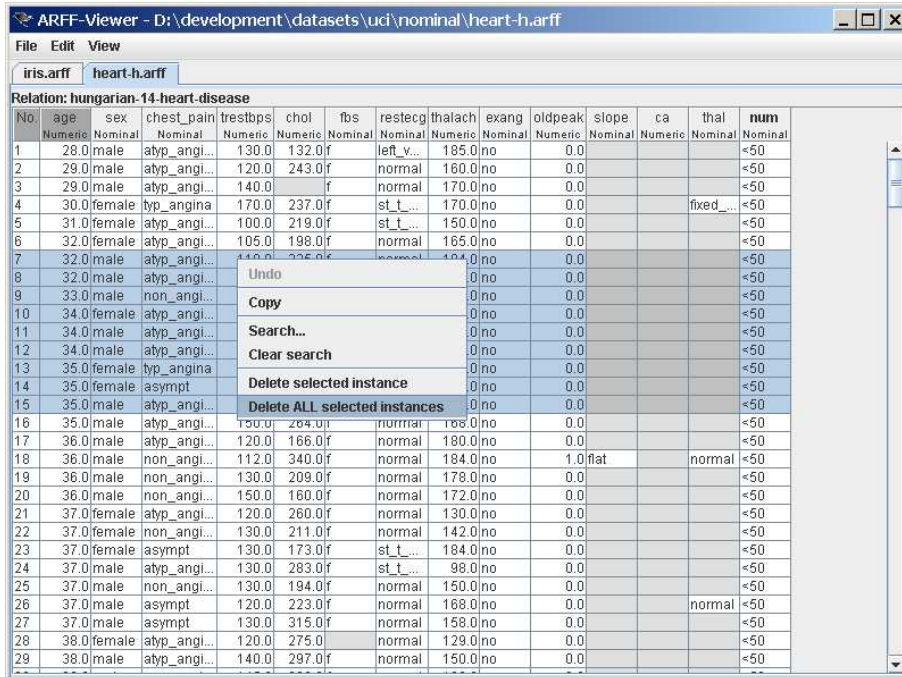 ARFF-Viewer - D:\development\datasets\uci\nominal\heart-h.arff
File Edit View
iris.arff heart-h.arff
Relation: hungarian-14-heart-disease
No. age sex chest_pain trestbps chol fbs restecg thalach exang oldpeak slope ca thal num
Numeric Nominal Nominal Numeric Numeric Nominal Nominal Numeric Nominal Numeric Nominal Numeric Nominal Nominal
1 28.0 male atyp_angi... 130.0 132.0 f left_v... 185.0 no 0.0 <50
2 29.0 male atyp_angi... 120.0 243.0 f normal 160.0 no 0.0 <50
3 29.0 male atyp_angi... 140.0 f normal 170.0 no 0.0 <50
4 30.0 female typ_angina 170.0 237.0 f st_t_... 170.0 no 0.0 fixed_... <50
5 31.0 female atyp_angi... 100.0 219.0 f st_t_... 150.0 no 0.0 <50
6 32.0 female atyp_angi... 105.0 198.0 f normal 165.0 no 0.0 <50
7 32.0 male atyp_angi... .0 no 0.0 <50
8 32.0 male atyp_angi... .0 no 0.0 <50
9 33.0 male non_angi... .0 no 0.0 <50
10 34.0 female atyp_angi... .0 no 0.0 <50
11 34.0 male atyp_angi... .0 no 0.0 <50
12 34.0 male atyp_angi... .0 no 0.0 <50
13 35.0 female typ_angina .0 no 0.0 <50
14 35.0 female asympt .0 no 0.0 <50
15 35.0 male atyp_angi... .0 no 0.0 <50
Undo
Copy
Search...
Clear search
Delete selected instance
Delete ALL selected instances
16 35.0 male atyp_angi... 150.0 264.0 f normal 168.0 no 0.0 <50
17 36.0 male atyp_angi... 120.0 166.0 f normal 180.0 no 0.0 <50
18 36.0 male non_angi... 112.0 340.0 f normal 184.0 no 1.0 flat normal <50
19 36.0 male non_angi... 130.0 209.0 f normal 178.0 no 0.0 <50
20 36.0 male non_angi... 150.0 160.0 f normal 172.0 no 0.0 <50
21 37.0 female atyp_angi... 120.0 260.0 f normal 130.0 no 0.0 <50
22 37.0 female non_angi... 130.0 211.0 f normal 142.0 no 0.0 <50
23 37.0 female asympt 130.0 173.0 f st_t_... 184.0 no 0.0 <50
24 37.0 male atyp_angi... 130.0 283.0 f st_t_... 98.0 no 0.0 <50
25 37.0 male non_angi... 130.0 194.0 f normal 150.0 no 0.0 <50
26 37.0 male asympt 120.0 223.0 f normal 168.0 no 0.0 normal <50
27 37.0 male asympt 130.0 315.0 f normal 158.0 no 0.0 <50
28 38.0 female atyp_angi... 120.0 275.0 normal 129.0 no 0.0 <50
29 38.0 male atyp_angi... 140.0 297.0 f normal 150.0 no 0.0 <50